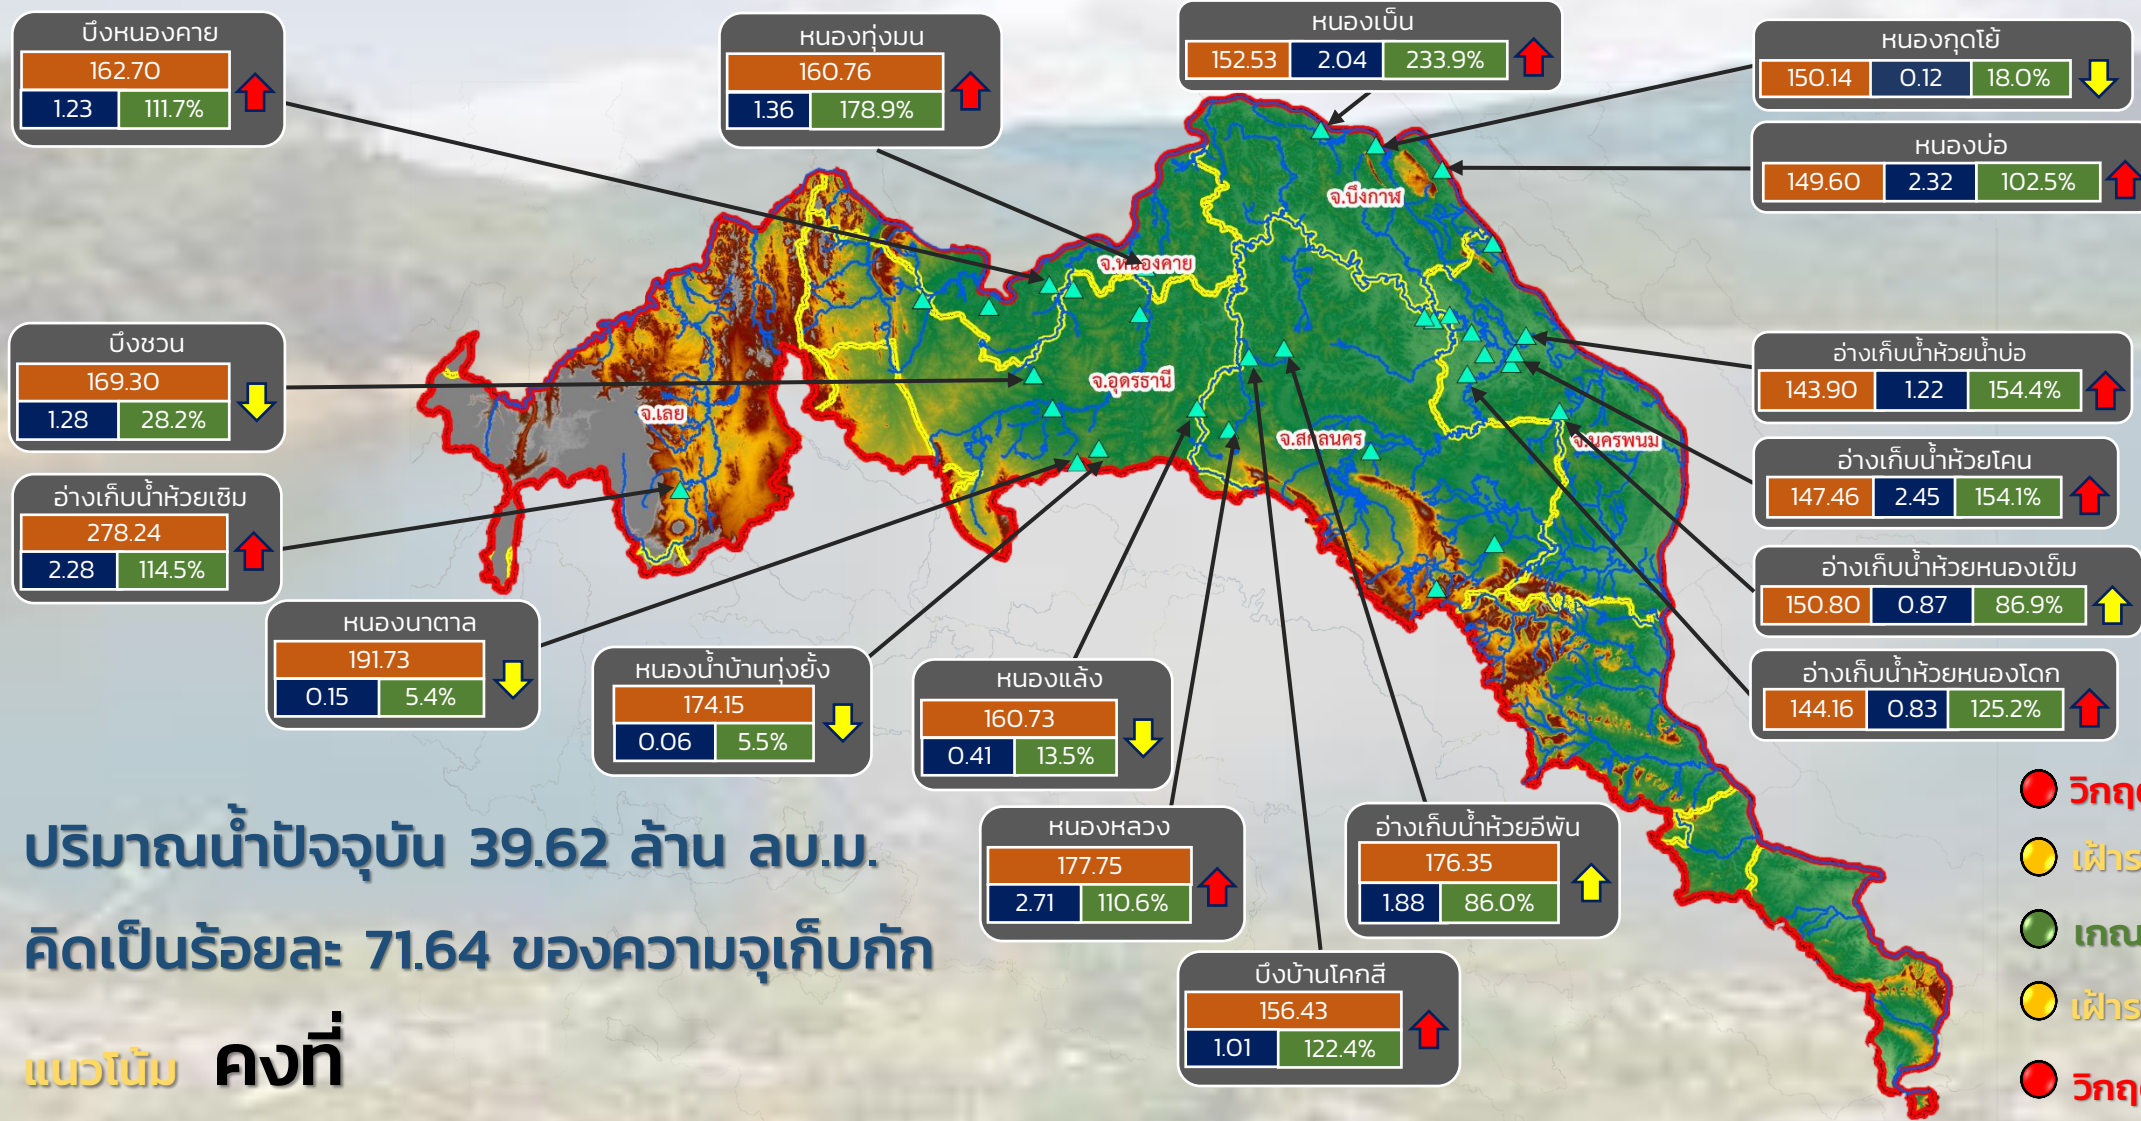 บึงหนองคาย
162.70
1.23 111.7%
หนองทุ่งมน
160.76
1.36 178.9%
หนองเบ็น
152.53 2.04 233.9%
หนองกุดโย้
150.14 0.12 18.0%
หนองบ่อ
149.60 2.32 102.5%
จ.บึงกาฬ
จ.หนองคาย
บึงชวน
169.30
1.28 28.2%
จ.อุดรธานี
จ.เลย
จ.สกลนคร
จ.นครพนม
อ่างเก็บน้ำห้วยน้ำบ่อ
143.90 1.22 154.4%
อ่างเก็บน้ำห้วยโคน
147.46 2.45 154.1%
อ่างเก็บน้ำห้วยเซิม
278.24
2.28 114.5%
อ่างเก็บน้ำห้วยหนองเข็ม
150.80 0.87 86.9%
หนองนาตาล
191.73
0.15 5.4%
หนองน้ำบ้านทุ่งยั้ง
174.15
0.06 5.5%
หนองแล้ง
160.73
0.41 13.5%
อ่างเก็บน้ำห้วยหนองโดก
144.16 0.83 125.2%
หนองหลวง
177.75
2.71 110.6%
อ่างเก็บน้ำห้วยอีพัน
176.35
1.88 86.0%
บึงบ้านโคกสี
156.43
1.01 122.4%
ปริมาณน้ำปัจจุบัน 39.62 ล้าน ลบ.ม.
คิดเป็นร้อยละ 71.64 ของความจุเก็บกัก
แนวโน้ม คงที่
วิกฤ
เฝ้าร
เกณ
เฝ้าร
วิกฤ